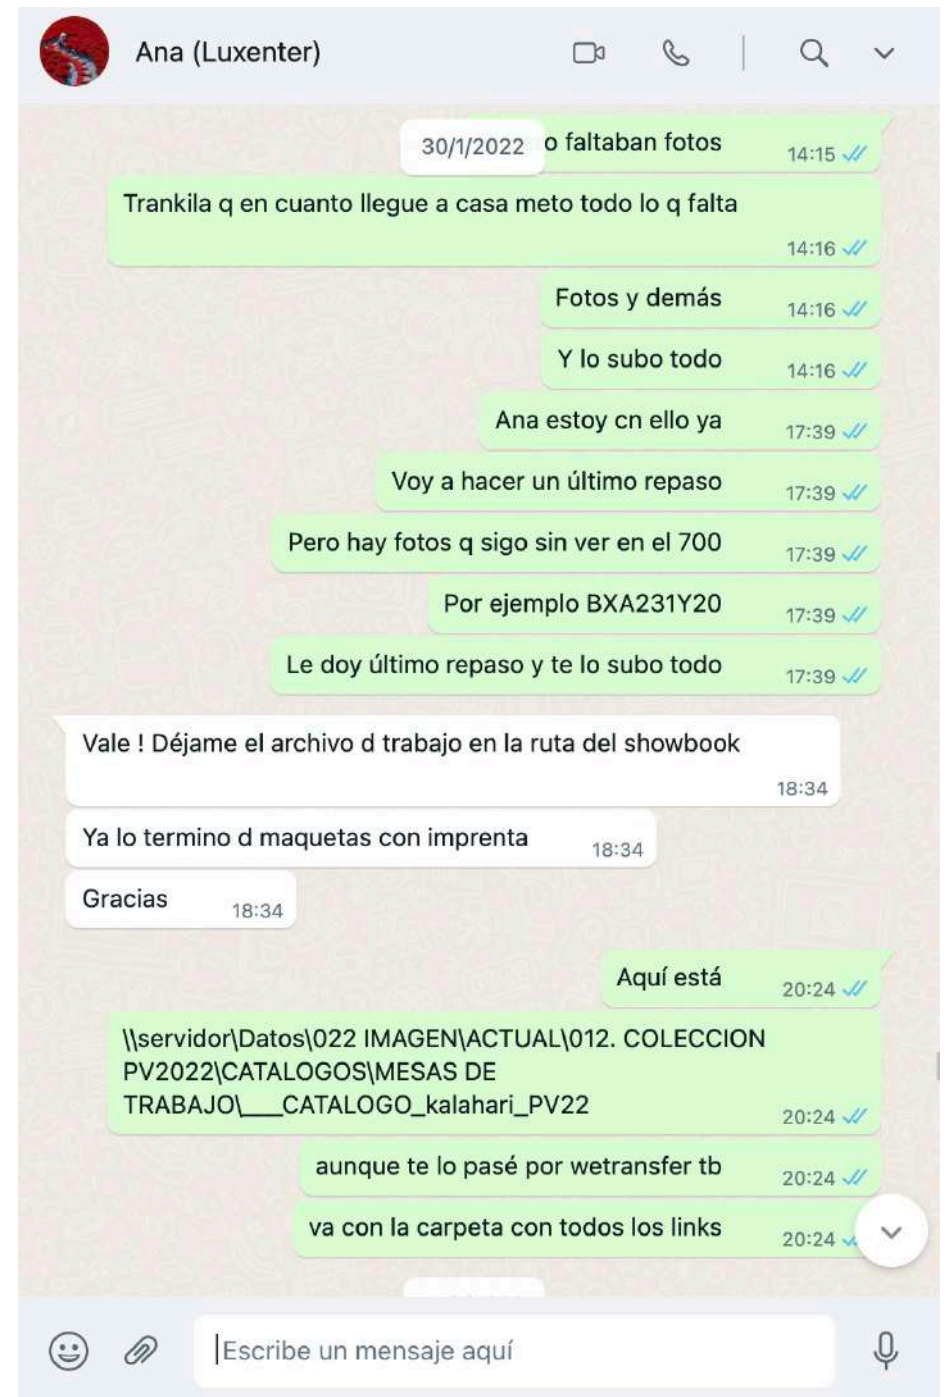 Ana (Luxenter)
30/1/2022
o faltaban fotos
14:15
Trankila q en cuanto llegue a casa meto todo lo q falta
14:16
Fotos y demás
14:16
Y lo subo todo
14:16
Ana estoy cn ello ya
17:39
Voy a hacer un último repaso
17:39
Pero hay fotos q sigo sin ver en el 700
17:39
Por ejemplo BXA231Y20
17:39
Le doy último repaso y te lo subo todo
17:39
Vale ! Déjame el archivo d trabajo en la ruta del showbook
18:34
Ya lo termino d maquetas con imprenta
18:34
Gracias
18:34
Aquí está
20:24
\\servidor\Datos\022 IMAGEN\ACTUAL\012. COLECCION
PV2022\CATALOGOS\MESAS DE
TRABAJO\___CATALOGO_kalahari_PV22
20:24
aunque te lo pasé por wetransfer tb
20:24
va con la carpeta con todos los links
20:24
Escribe un mensaje aquí